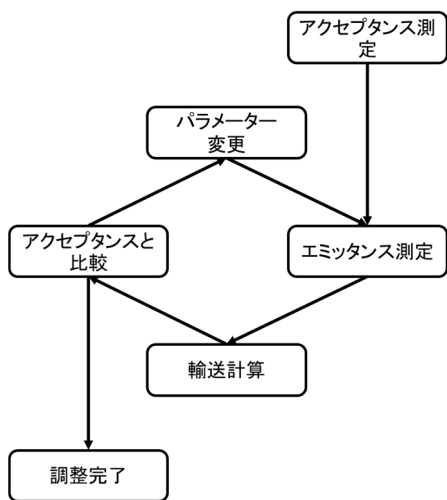 アクセプタンス測
定
パラメーター
変更
アクセプタンスと
比較
エミッタンス測定
輸送計算
調整完了